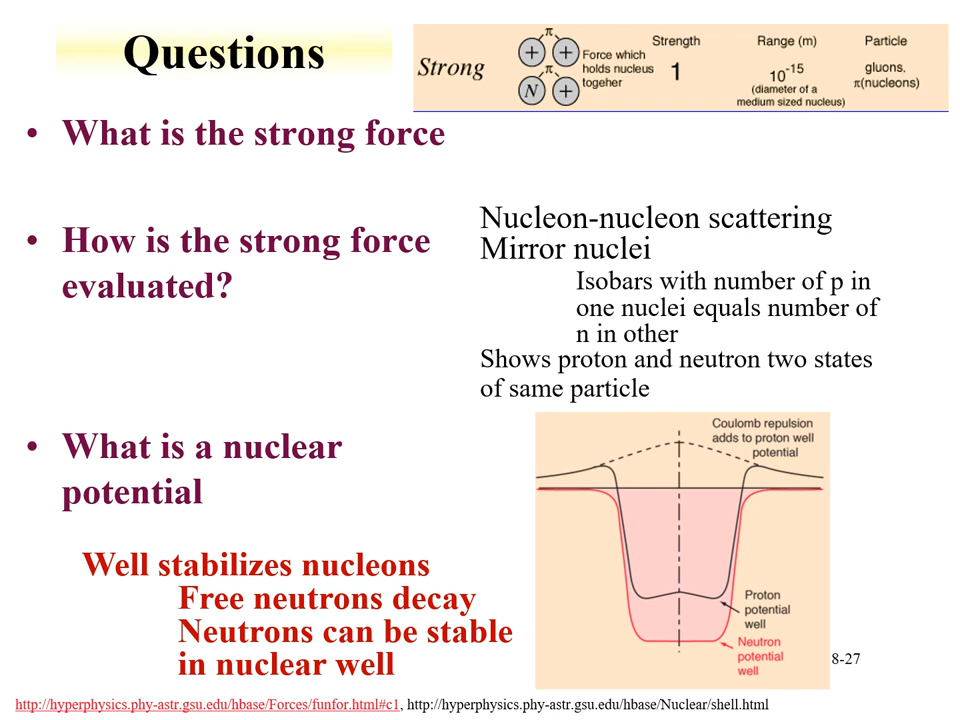 Questions
Strong
π
+
+
π
N
+
Force which
holds nucleus
togeher
Strength
1
Range (m)
10⁻¹⁵
(diameter of a
medium sized nucleus)
Particle
gluons,
π(nucleons)
• What is the strong force
• How is the strong force
evaluated?
Nucleon-nucleon scattering
Mirror nuclei
Isobars with number of p in
one nuclei equals number of
n in other
Shows proton and neutron two states
of same particle
• What is a nuclear
potential
Coulomb repulsion
adds to proton well
potential
Proton
potential
well
Neutron
potential
well
Well stabilizes nucleons
Free neutrons decay
Neutrons can be stable
in nuclear well
8-27
http://hyperphysics.phy-astr.gsu.edu/hbase/Forces/funfor.html#c1, http://hyperphysics.phy-astr.gsu.edu/hbase/Nuclear/shell.html